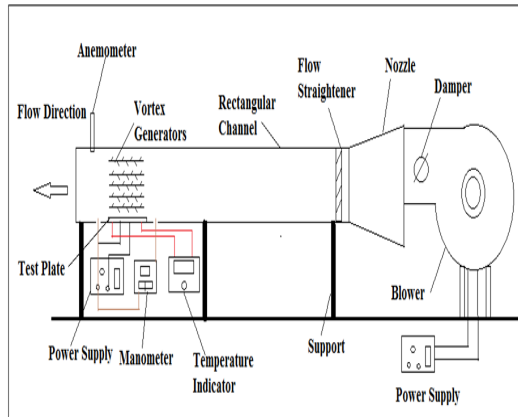 Anemometer
Flow
Straightener
Nozzle
Damper
Flow Direction
Vortex
Generators
Rectangular
Channel
Test Plate
Blower
Power Supply
Manometer
Temperature
Indicator
Support
Power Supply